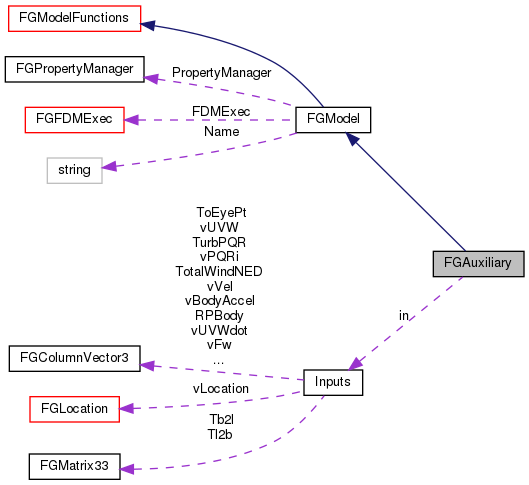 FGModelFunctions
FGPropertyManager
PropertyManager
FDMExec
FGFDMExec
FGModel
Name
string
ToEyePt
vUVW
TurbPQR
vPQRi
TotalWindNED
vVel
vBodyAccel
RPBody
vUVWdot
vFw
...
FGAuxiliary
in
FGColumnVector3
Inputs
vLocation
FGLocation
Tb2l
Tl2b
FGMatrix33